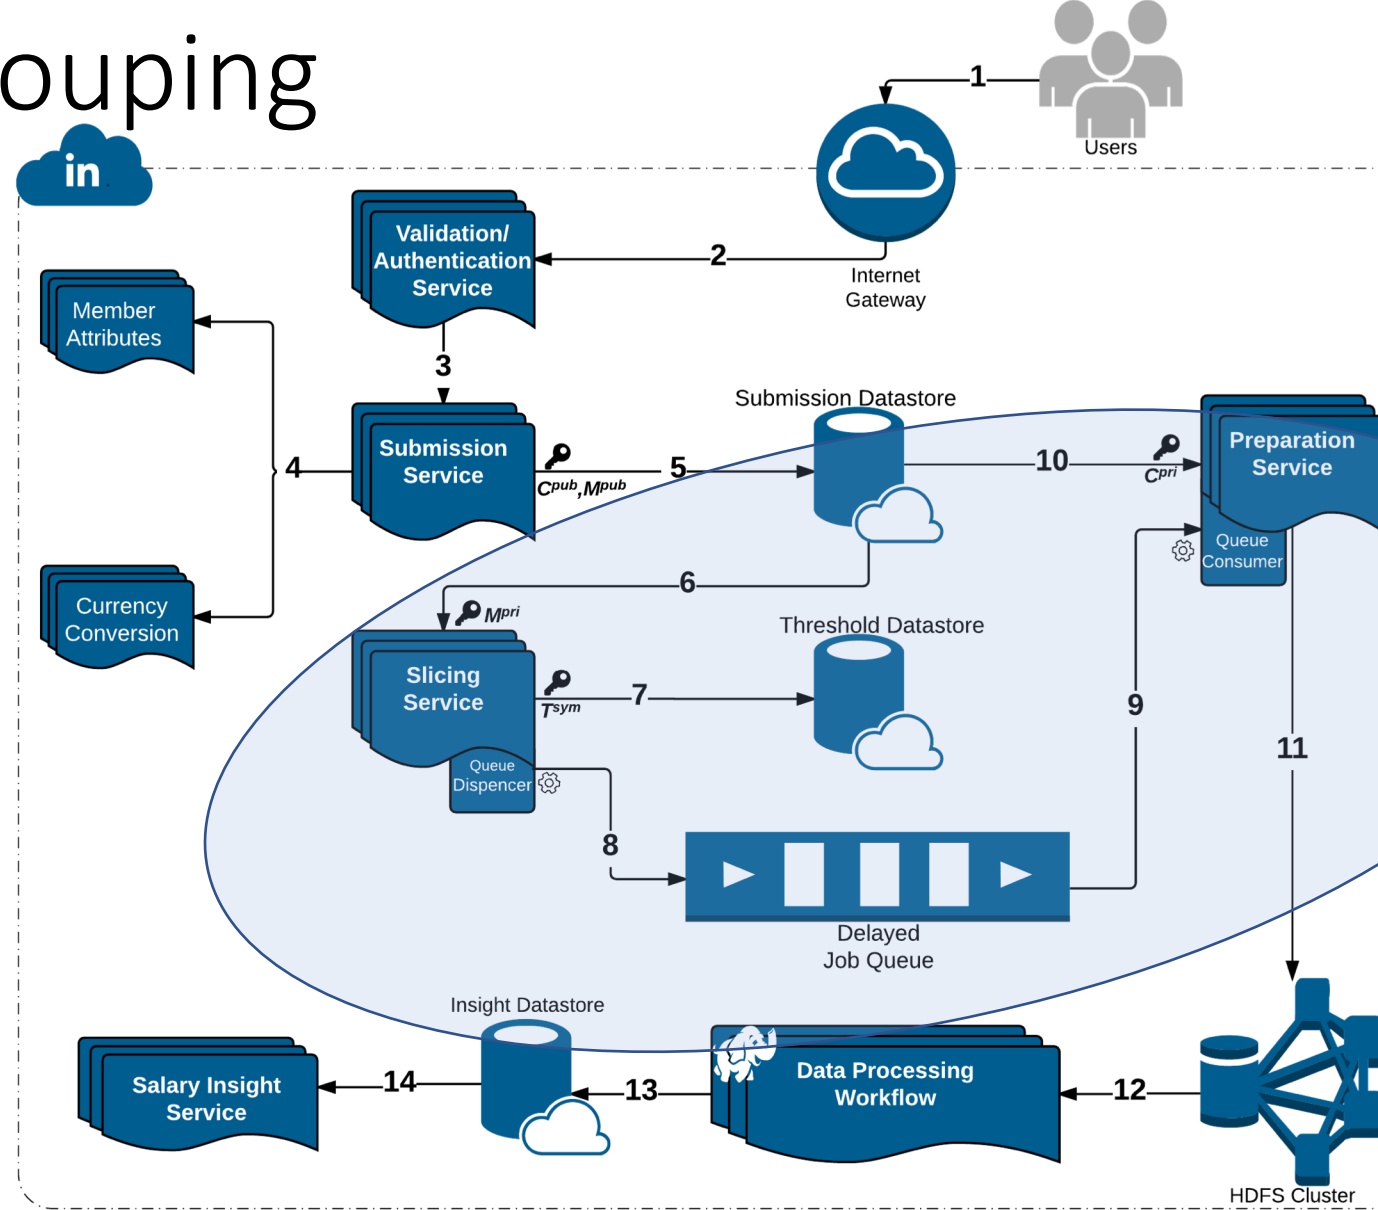 ouping
1
Users
in
Validation/
Authentication
Service
2
Internet
Gateway
Member
Attributes
3
Submission Datastore
Submission
Service
4
5
Cpub,Mpub
10
Cpri
Preparation
Service
Queue
Consumer
6
Mpri
Currency
Conversion
Threshold Datastore
Slicing
Service
7
Tsym
9
11
Queue
Dispencer
8
Delayed
Job Queue
Insight Datastore
Salary Insight
Service
14
13
Data Processing
Workflow
12
HDFS Cluster